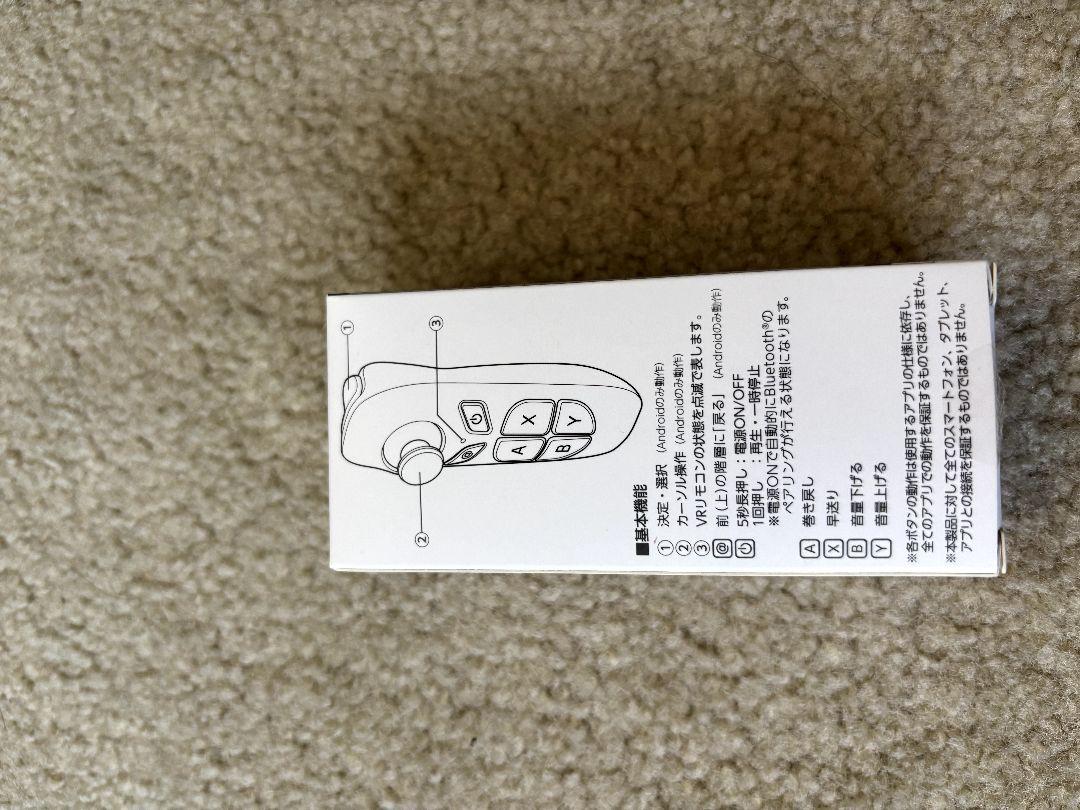 ①
③
②
@
A
X
B
Y
■基本機能
① 決定・選択 (Androidのみ動作)
② カーソル操作 (Androidのみ動作)
③ VRリモコンの状態を点滅で表します。
@ 前(上)の階層に「戻る」 (Androidのみ動作)
5秒長押し：電源ON/OFF
1回押し ：再生・一時停止
※電源ONで自動的にBluetooth®の
ペアリングが行える状態になります。
A 巻き戻し
X 早送り
B 音量下げる
Y 音量上げる
※各ボタンの動作は使用するアプリの仕様に依存し、
全てのアプリでの動作を保証するものではありません。
※本製品に対して全てのスマートフォン、タブレット、
アプリとの接続を保証するものではありません。